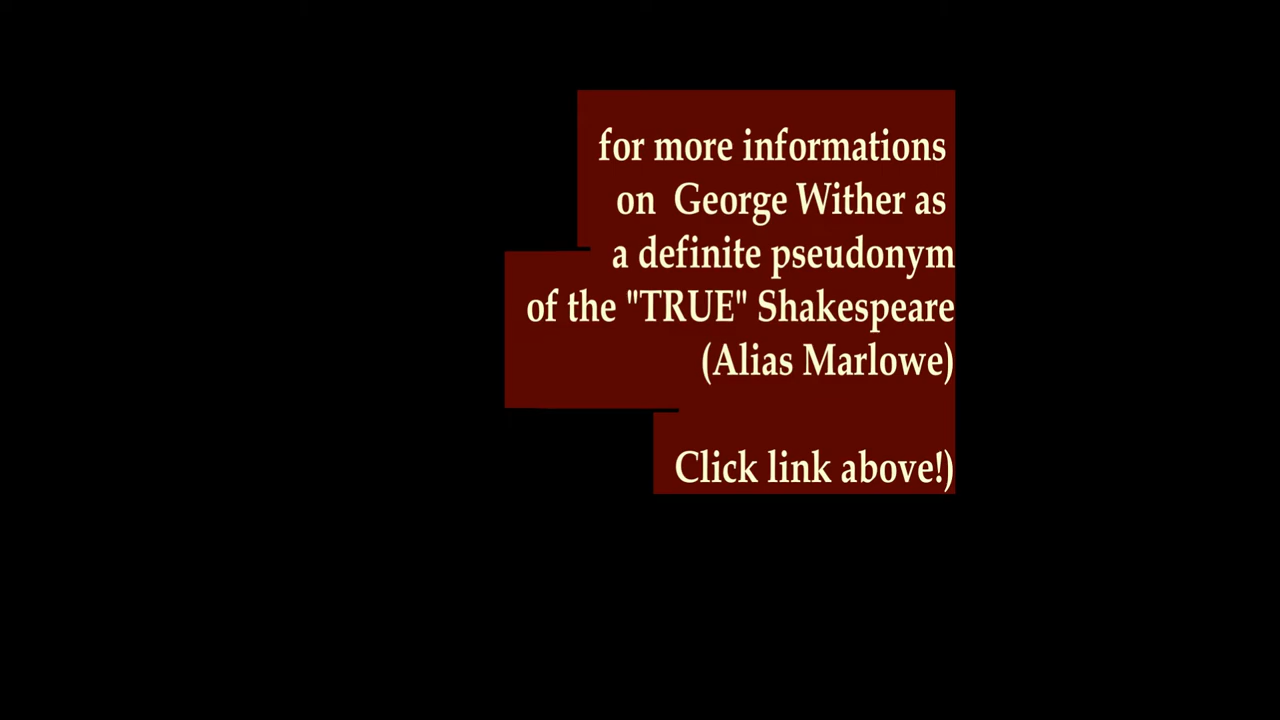 for more informations
on George Wither as
a definite pseudonym
of the "TRUE" Shakespeare
(Alias Marlowe)
Click link above!)